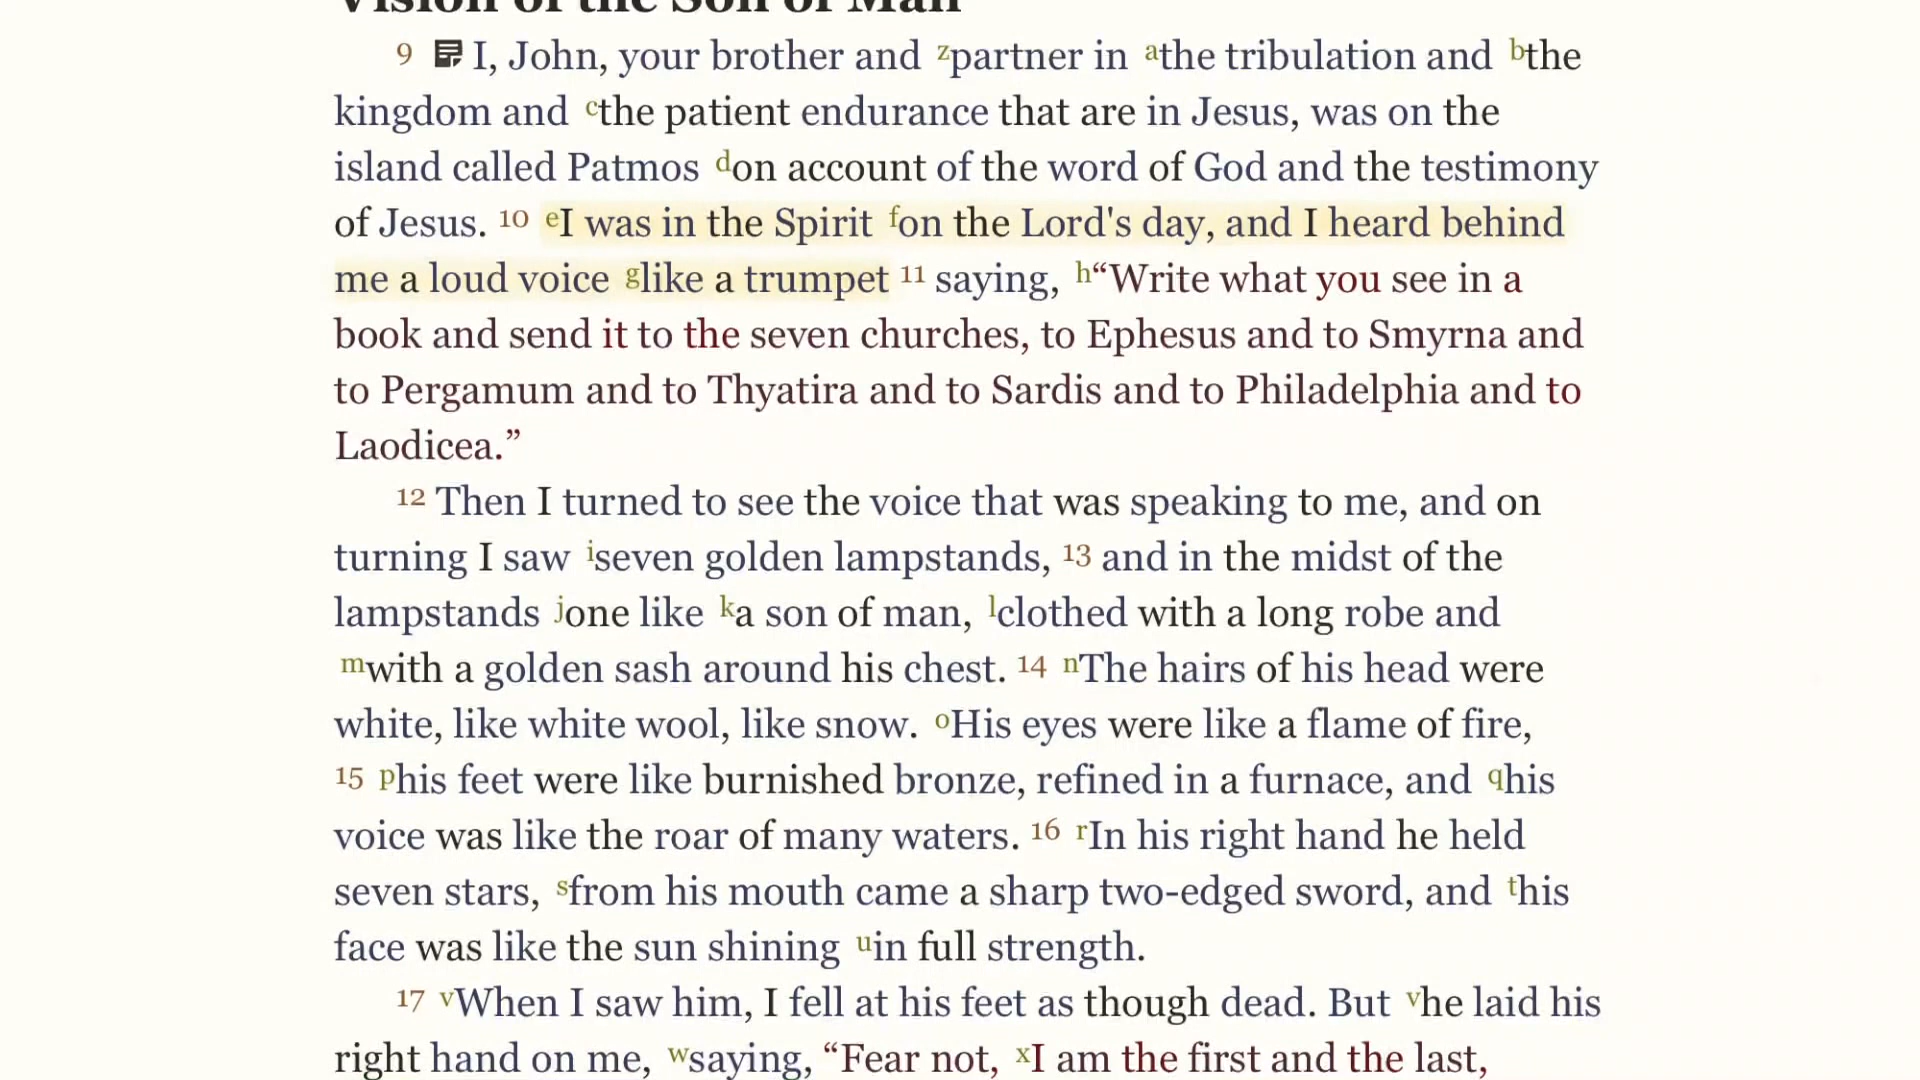 Vision of the Son of Man
9 I, John, your brother and zpartner in athe tribulation and bthe
kingdom and cthe patient endurance that are in Jesus, was on the
island called Patmos don account of the word of God and the testimony
of Jesus. 10 eI was in the Spirit fon the Lord's day, and I heard behind
me a loud voice glike a trumpet 11 saying, h“Write what you see in a
book and send it to the seven churches, to Ephesus and to Smyrna and
to Pergamum and to Thyatira and to Sardis and to Philadelphia and to
Laodicea.”
12 Then I turned to see the voice that was speaking to me, and on
turning I saw iseven golden lampstands, 13 and in the midst of the
lampstands jone like ka son of man, lclothed with a long robe and
mwith a golden sash around his chest. 14 nThe hairs of his head were
white, like white wool, like snow. oHis eyes were like a flame of fire,
15 phis feet were like burnished bronze, refined in a furnace, and qhis
voice was like the roar of many waters. 16 rIn his right hand he held
seven stars, sfrom his mouth came a sharp two-edged sword, and this
face was like the sun shining uin full strength.
17 vWhen I saw him, I fell at his feet as though dead. But vhe laid his
right hand on me, wsaying, “Fear not, xI am the first and the last,